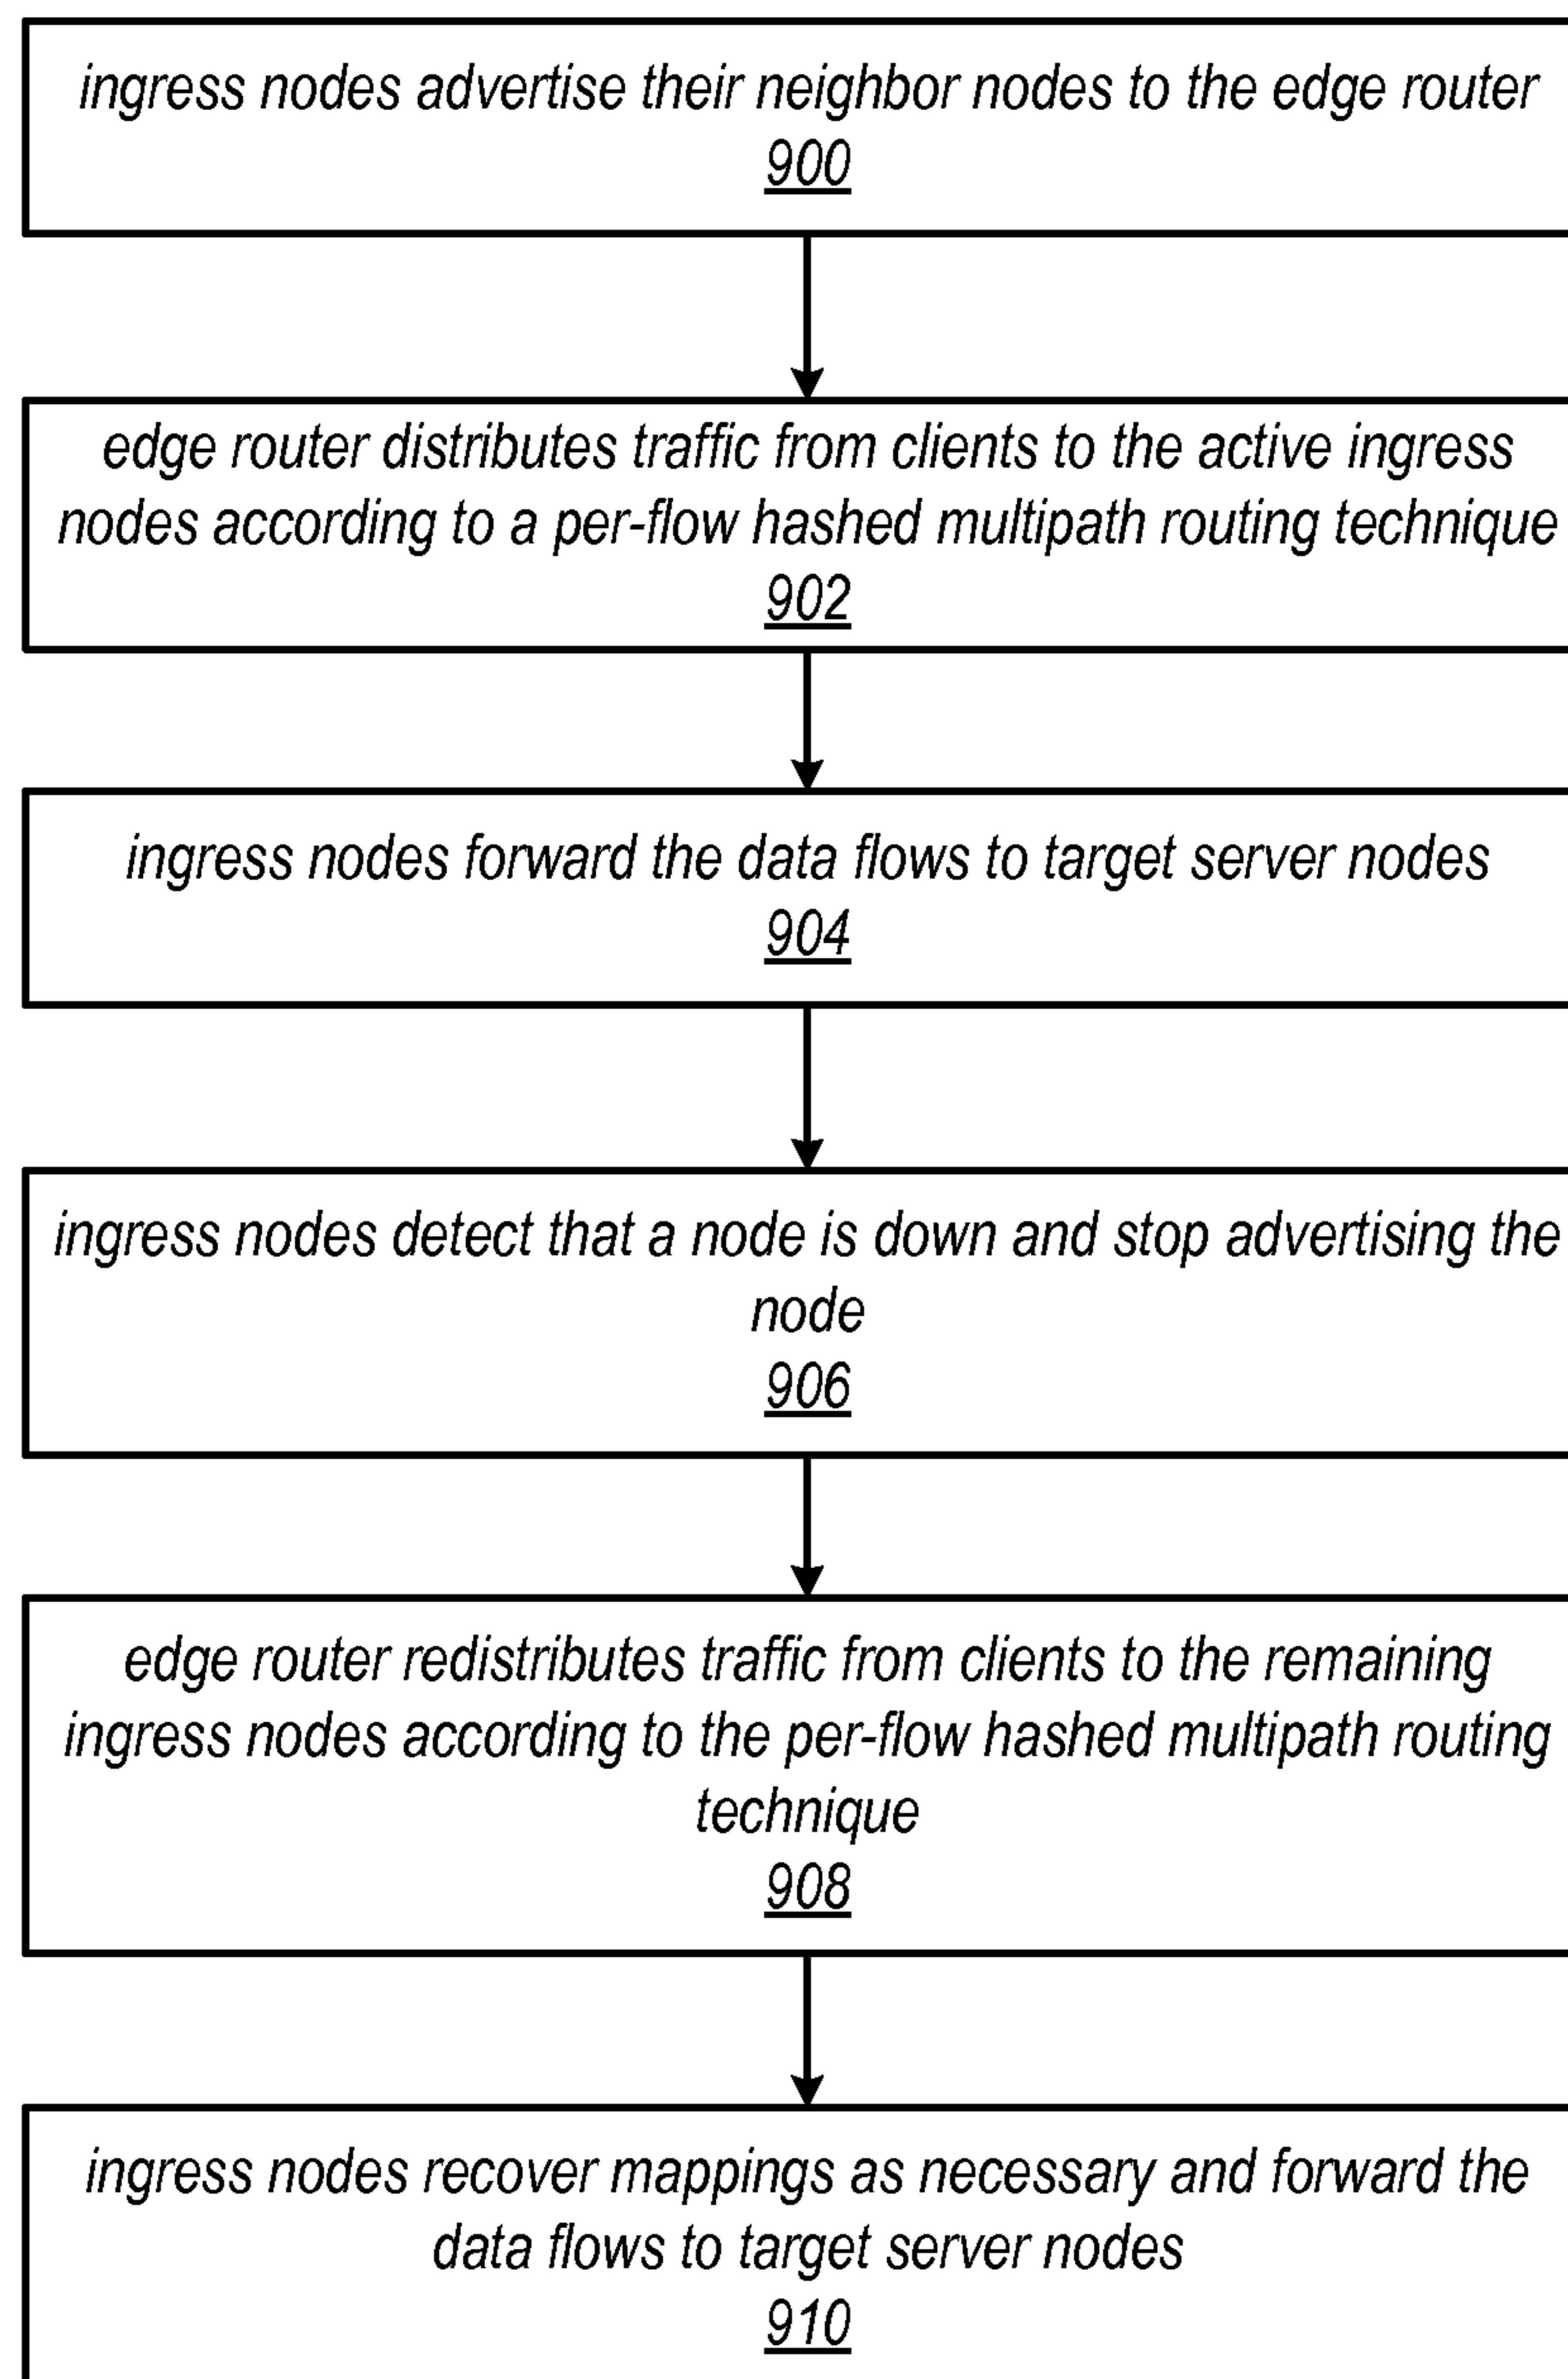 ingress nodes advertise their neighbor nodes to the edge router
900
edge router distributes traffic from clients to the active ingress
nodes according to a per-flow hashed multipath routing technique
902
ingress nodes forward the data flows to target server nodes
904
ingress nodes detect that a node is down and stop advertising the
node
906
edge router redistributes traffic from clients to the remaining
ingress nodes according to the per-flow hashed multipath routing
technique
908
ingress nodes recover mappings as necessary and forward the
data flows to target server nodes
910